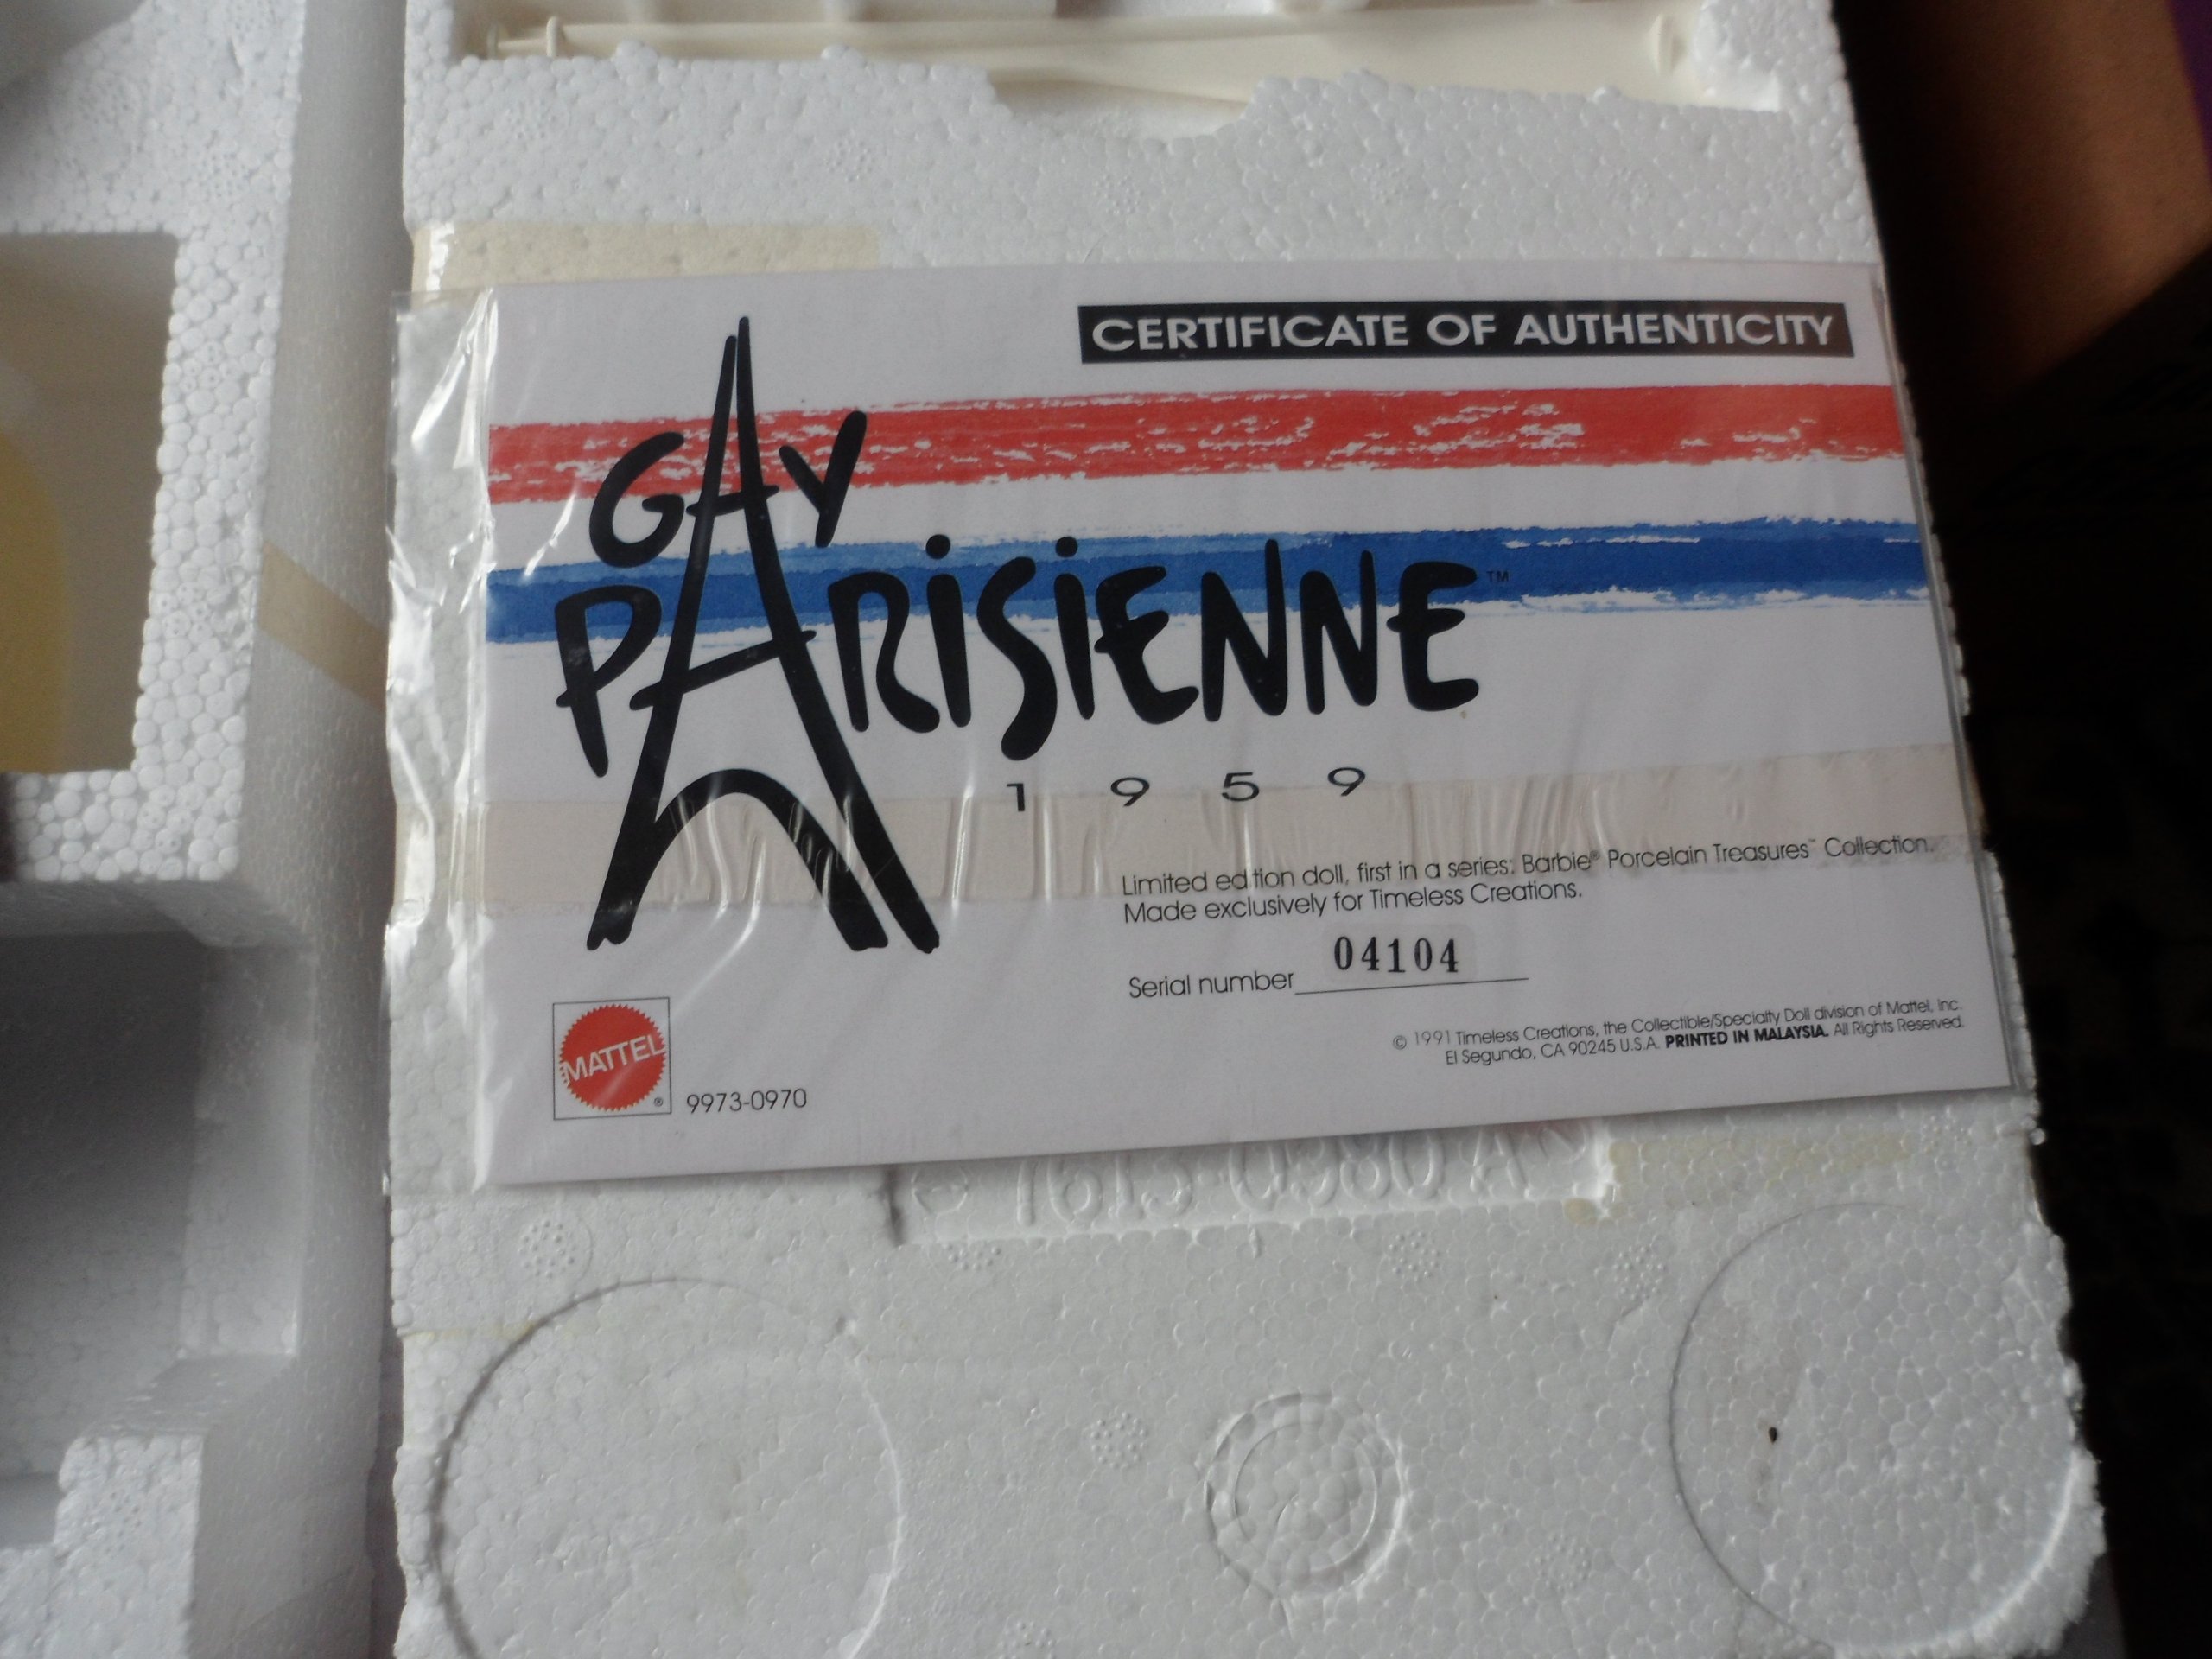 CERTIFICATE OF AUTHENTICITY
GAY
PARISIENNE™
1959
Limited edition doll, first in a series: Barbie® Porcelain Treasures™ Collection.
Made exclusively for Timeless Creations.
Serial number 04104
© 1991 Timeless Creations, the Collectible/Specialty Doll division of Mattel, Inc.
El Segundo, CA 90245 U.S.A. PRINTED IN MALAYSIA. All Rights Reserved.
MATTEL® 9973-0970
1613-0380